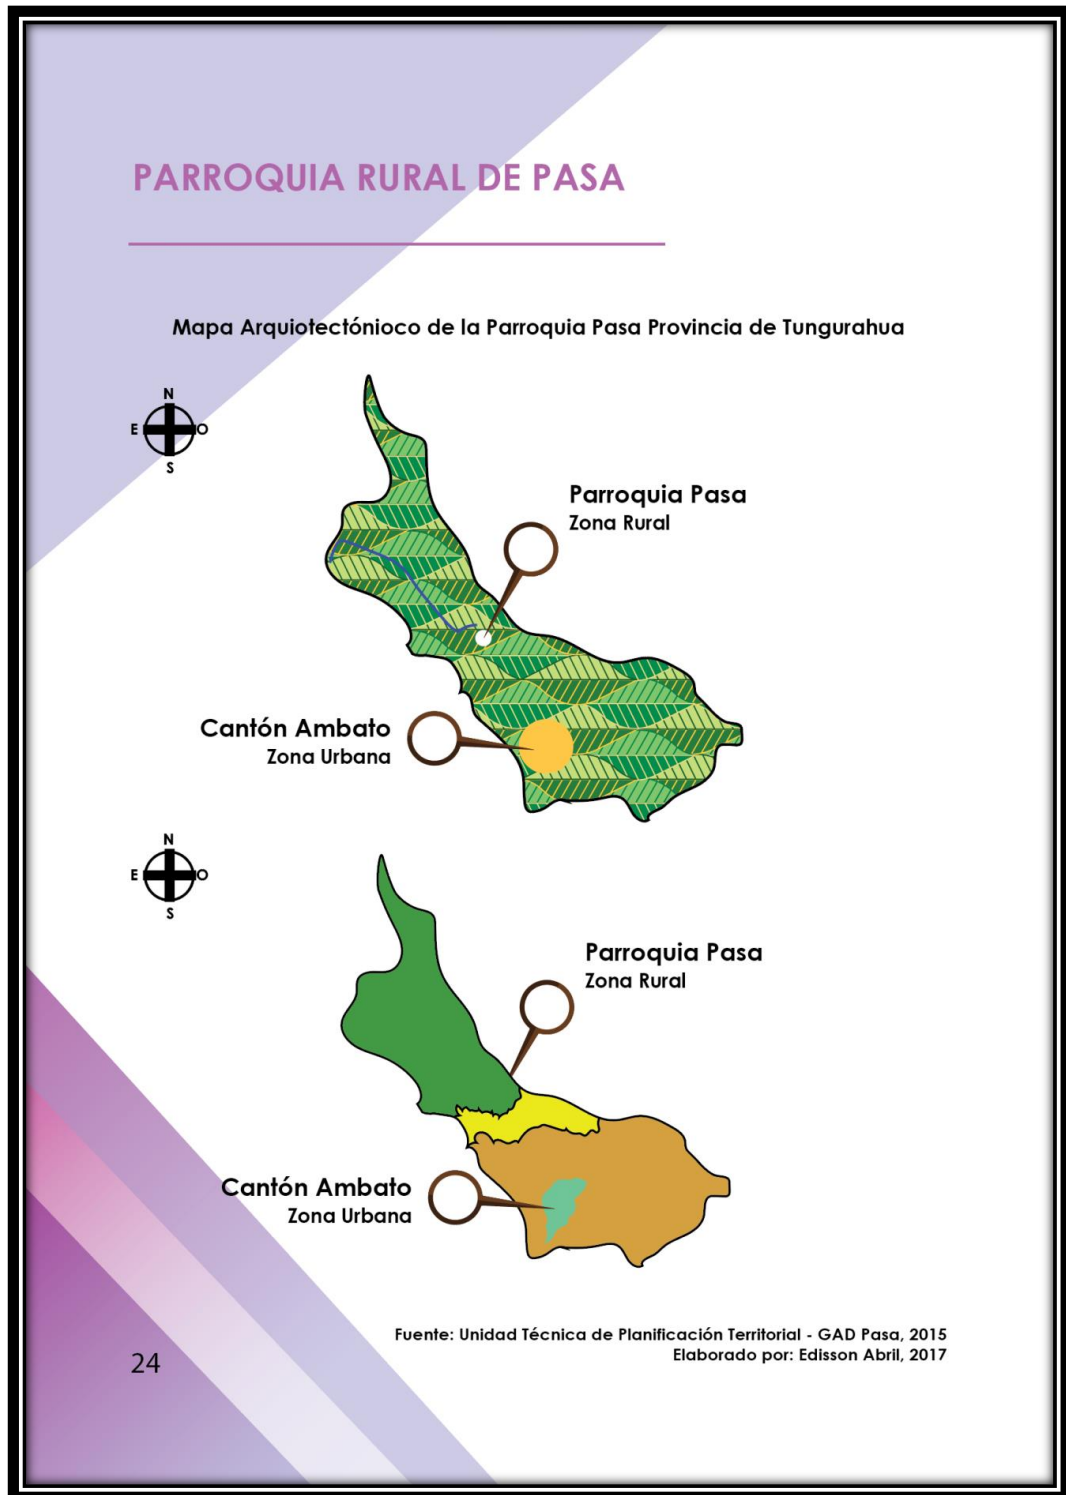 PARROQUIA RURAL DE PASA
Mapa Arquiotectónioco de la Parroquia Pasa Provincia de Tungurahua
N
E O
S
Parroquia Pasa
Zona Rural
Cantón Ambato
Zona Urbana
N
E O
S
Parroquia Pasa
Zona Rural
Cantón Ambato
Zona Urbana
Fuente: Unidad Técnica de Planificación Territorial - GAD Pasa, 2015
Elaborado por: Edisson Abril, 2017
24